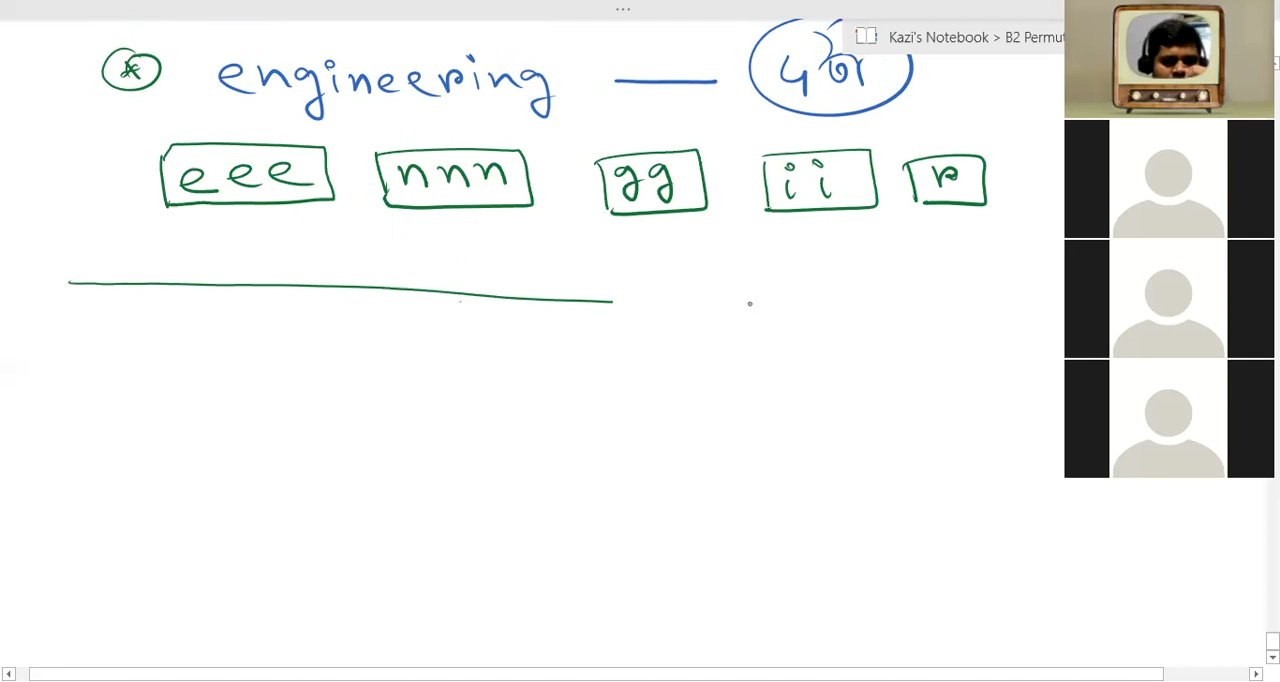 Kazi's Notebook > B2 Permut
engineering —
eee nnn gg ii r